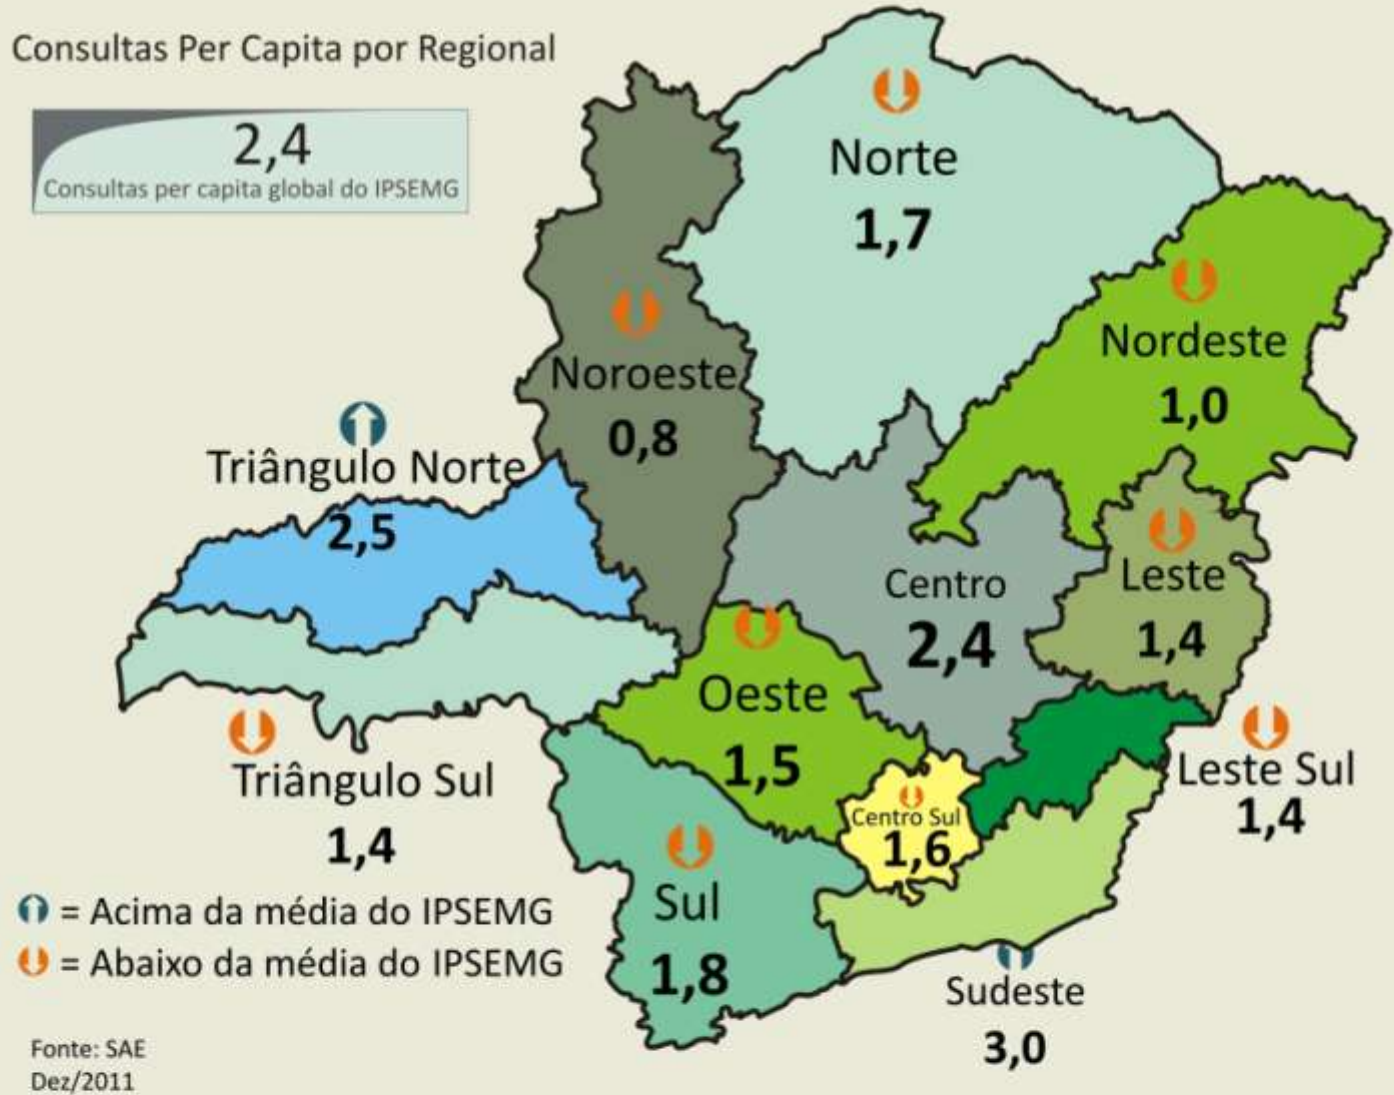 Consultas Per Capita por Regional
2,4
Consultas per capita global do IPSEMG
Norte
1,7
Nordeste
1,0
Noroeste
0,8
Triângulo Norte
2,5
Centro
2,4
Leste
1,4
Oeste
1,5
Triângulo Sul
1,4
Leste Sul
1,4
Centro Sul
1,6
Sul
1,8
Sudeste
3,0
= Acima da média do IPSEMG
= Abaixo da média do IPSEMG
Fonte: SAE
Dez/2011